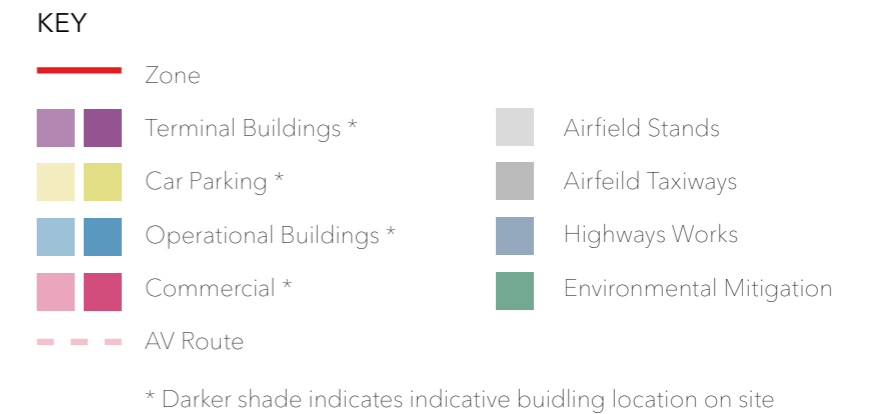 KEY
Zone
Terminal Buildings *
Car Parking *
Operational Buildings *
Commercial *
AV Route
Airfield Stands
Airfeild Taxiways
Highways Works
Environmental Mitigation
* Darker shade indicates indicative buidling location on site